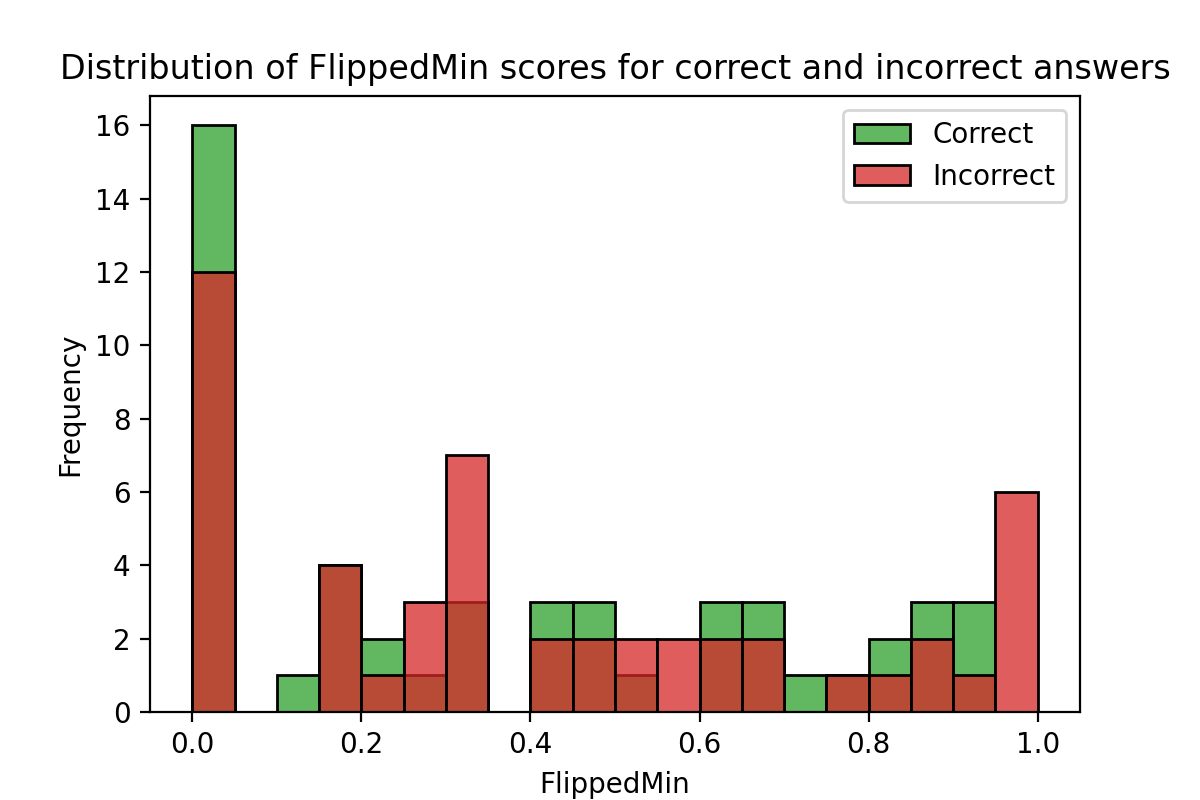 Distribution of FlippedMin scores for correct and incorrect answers
Correct
Incorrect
Frequency
16
14
12
10
8
6
4
2
0
0.0 0.2 0.4 0.6 0.8 1.0
FlippedMin